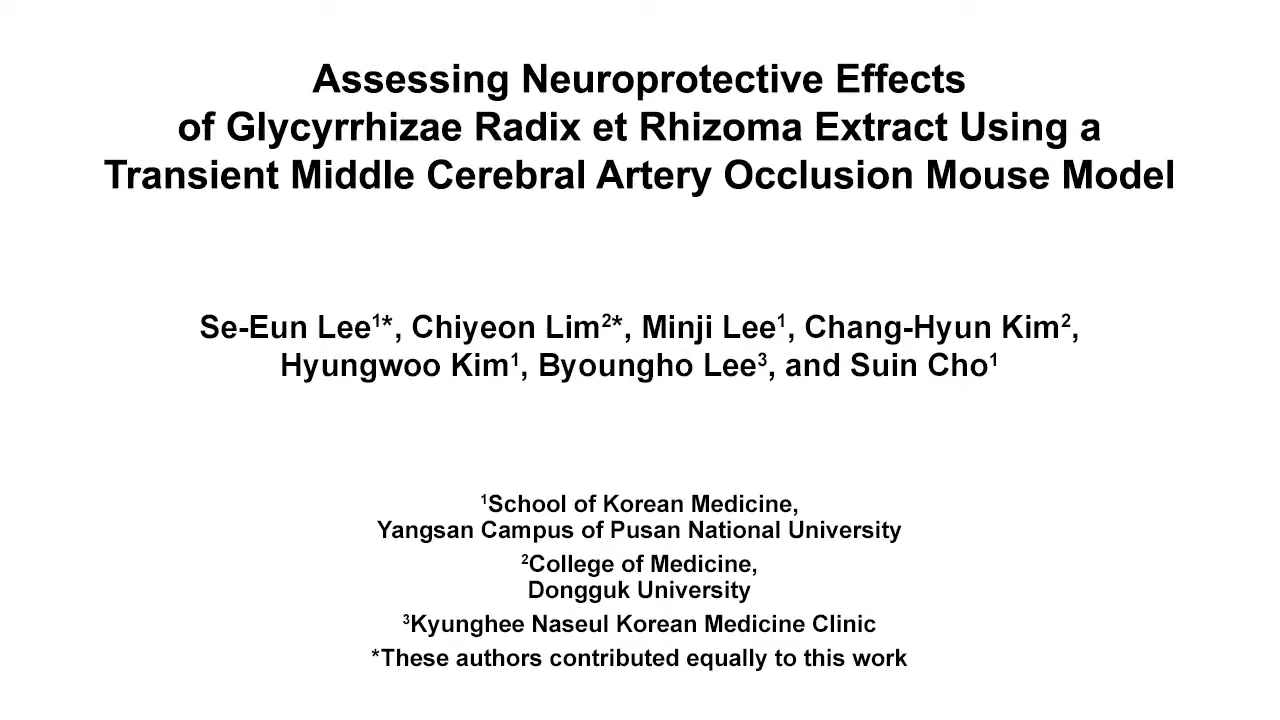 Assessing Neuroprotective Effects
of Glycyrrhizae Radix et Rhizoma Extract Using a
Transient Middle Cerebral Artery Occlusion Mouse Model
Se-Eun Lee¹*, Chiyeon Lim²*, Minji Lee¹, Chang-Hyun Kim²,
Hyungwoo Kim¹, Byoungho Lee³, and Suin Cho¹
¹School of Korean Medicine,
Yangsan Campus of Pusan National University
²College of Medicine,
Dongguk University
³Kyunghee Naseul Korean Medicine Clinic
*These authors contributed equally to this work